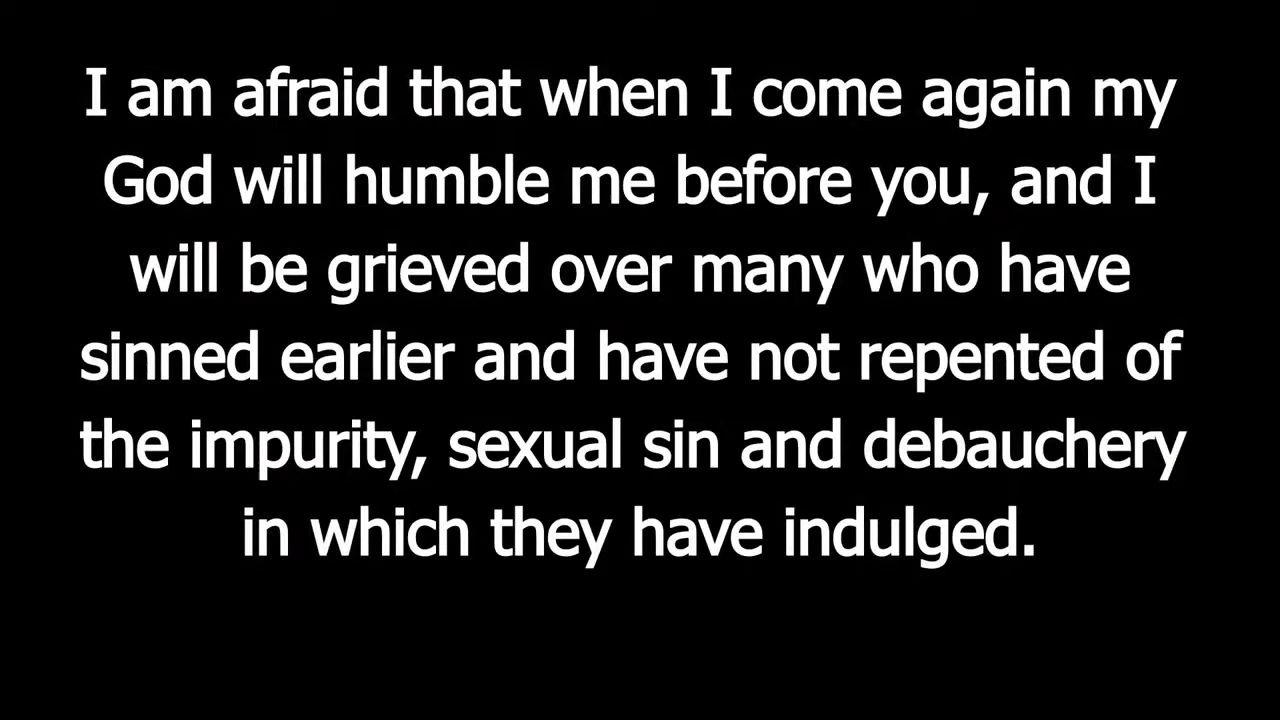 I am afraid that when I come again my
God will humble me before you, and I
will be grieved over many who have
sinned earlier and have not repented of
the impurity, sexual sin and debauchery
in which they have indulged.